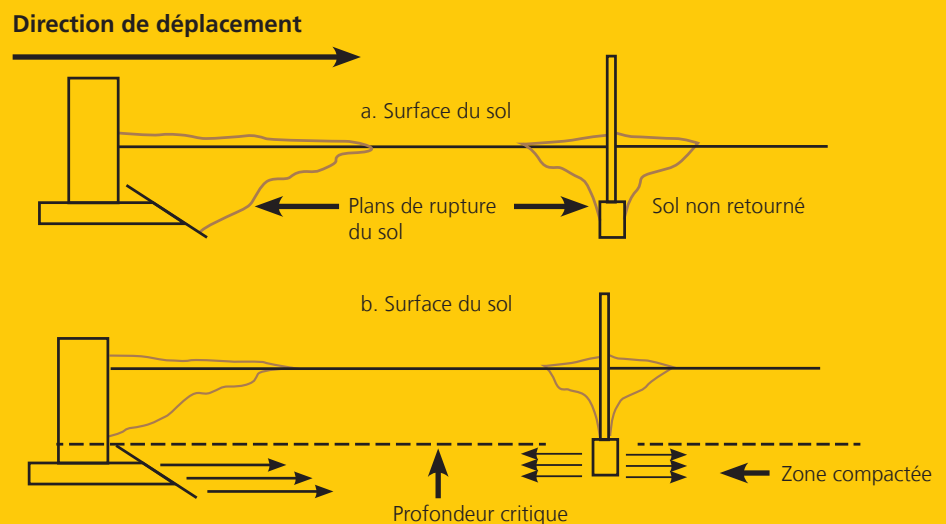 Direction de déplacement
a. Surface du sol
Plans de rupture
du sol
Sol non retourné
b. Surface du sol
Zone compactée
Profondeur critique